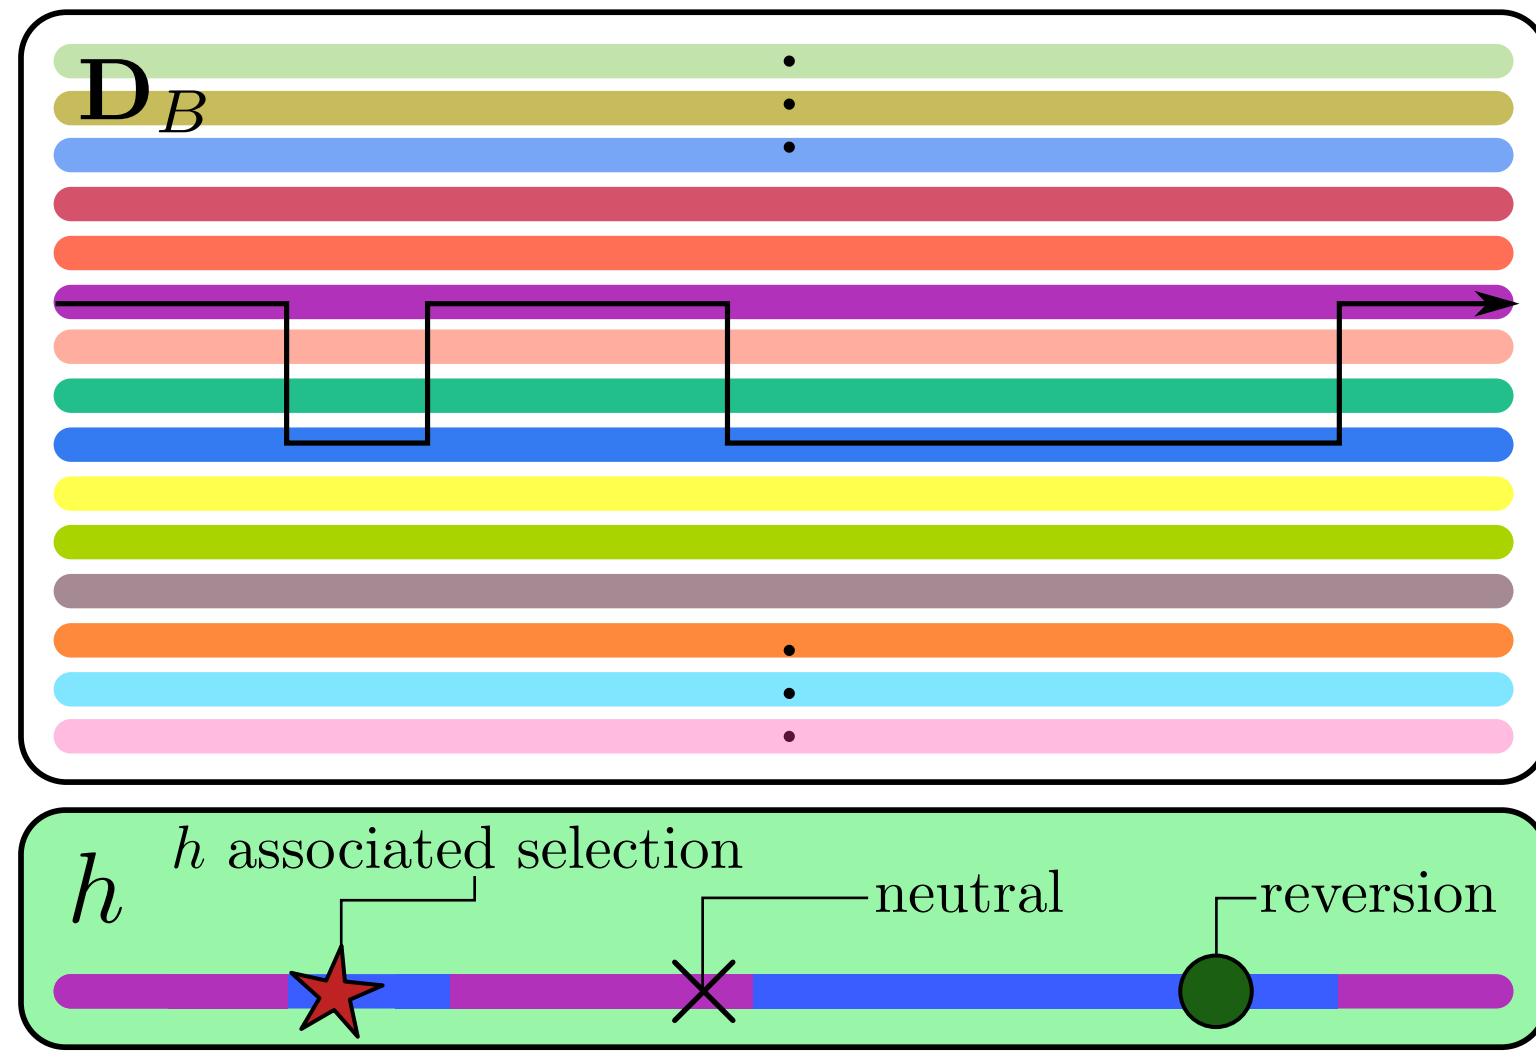 D_B
h associated selection
h
neutral
reversion